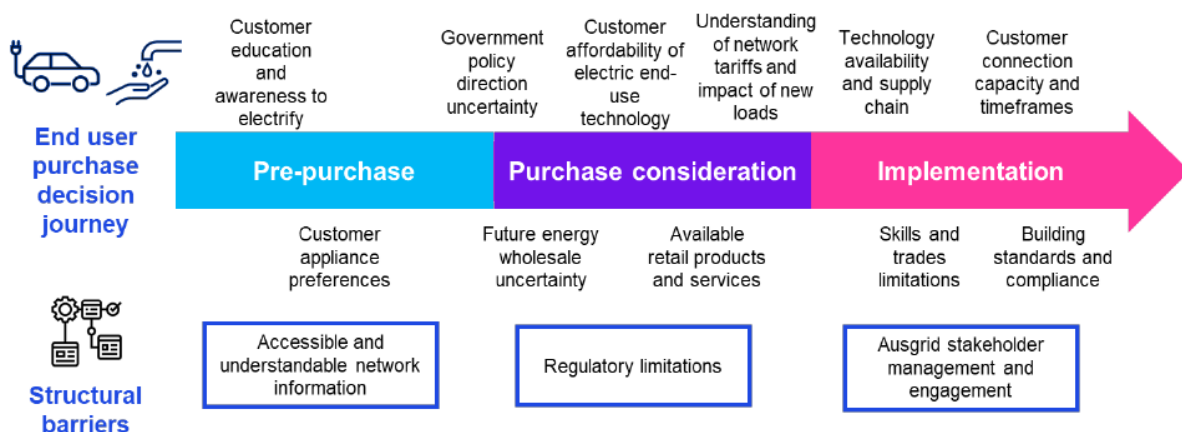 Customer
education
and
awareness to
electrify
Government
policy
direction
uncertainty
Customer
affordability of
electric end-
use
technology
Understanding
of network
tariffs and
impact of new
loads
Technology
availability
and supply
chain
Customer
connection
capacity and
timeframes
End user
purchase
decision
journey
Pre-purchase
Purchase consideration
Implementation
Customer
appliance
preferences
Future energy
wholesale
uncertainty
Available
retail products
and services
Skills and
trades
limitations
Building
standards and
compliance
Structural
barriers
Accessible and
understandable network
information
Regulatory limitations
Ausgrid stakeholder
management and
engagement